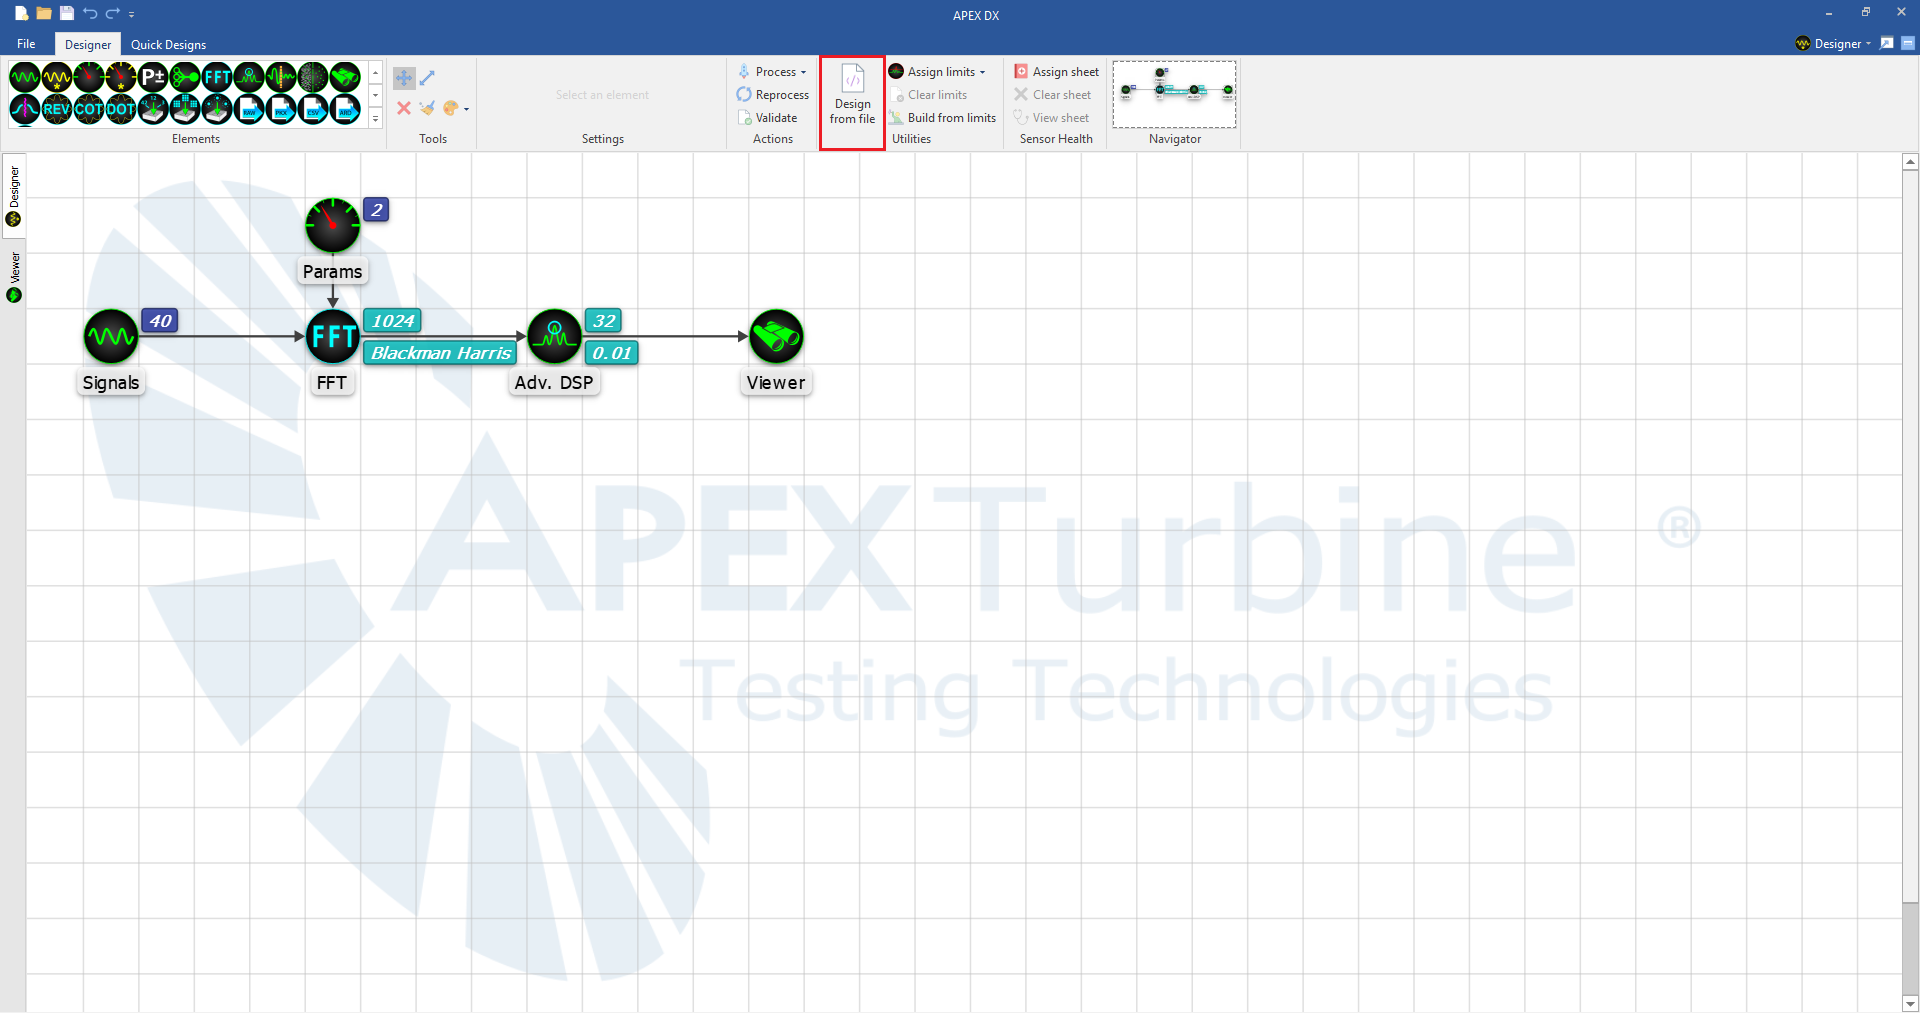 APEX DX
File
Designer
Quick Designs
Designer
P±
FFT
REV
COT
DOT
RAW
PKX
CSV
Select an element
Process
Reprocess
Validate
Design
from file
Assign limits
Clear limits
Build from limits
Assign sheet
Clear sheet
View sheet
Elements
Tools
Settings
Actions
Utilities
Sensor Health
Navigator
Designer
Viewer
2
Params
40
1024
32
FFT
Blackman Harris
0.01
Signals
FFT
Adv. DSP
Viewer
APEX Turbine ®
Testing Technologies